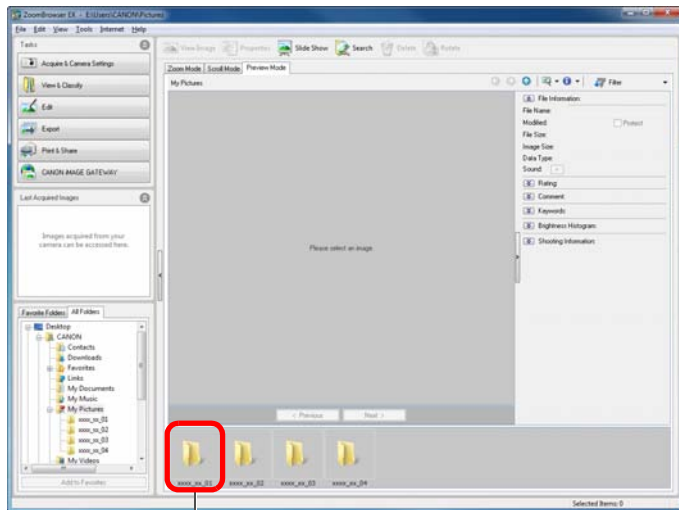 ZoomBrowser EX - E:\Users\CANON\Pictures
File Edit View Tools Internet Help
Tasks
Acquire & Camera Settings
View & Classify
Edit
Export
Print & Share
CANON iMAGE GATEWAY
Last Acquired Images
Images acquired from your
camera can be accessed here.
Favorite Folders All Folders
Desktop
CANON
Contacts
Downloads
Favorites
Links
My Documents
My Music
My Pictures
xxxx_xx_01
xxxx_xx_02
xxxx_xx_03
xxxx_xx_04
My Videos
Add to Favorites
View Image Properties Slide Show Search Delete Rotate
Zoom Mode Scroll Mode Preview Mode
My Pictures
Filter
Please select an image.
< Previous Next >
File Information
File Name:
Modified: Protect
File Size:
Image Size:
Data Type:
Sound:
Rating
Comment
Keywords
Brightness Histogram
Shooting Information
xxxx_xx_01 xxxx_xx_02 xxxx_xx_03 xxxx_xx_04
Selected Items: 0